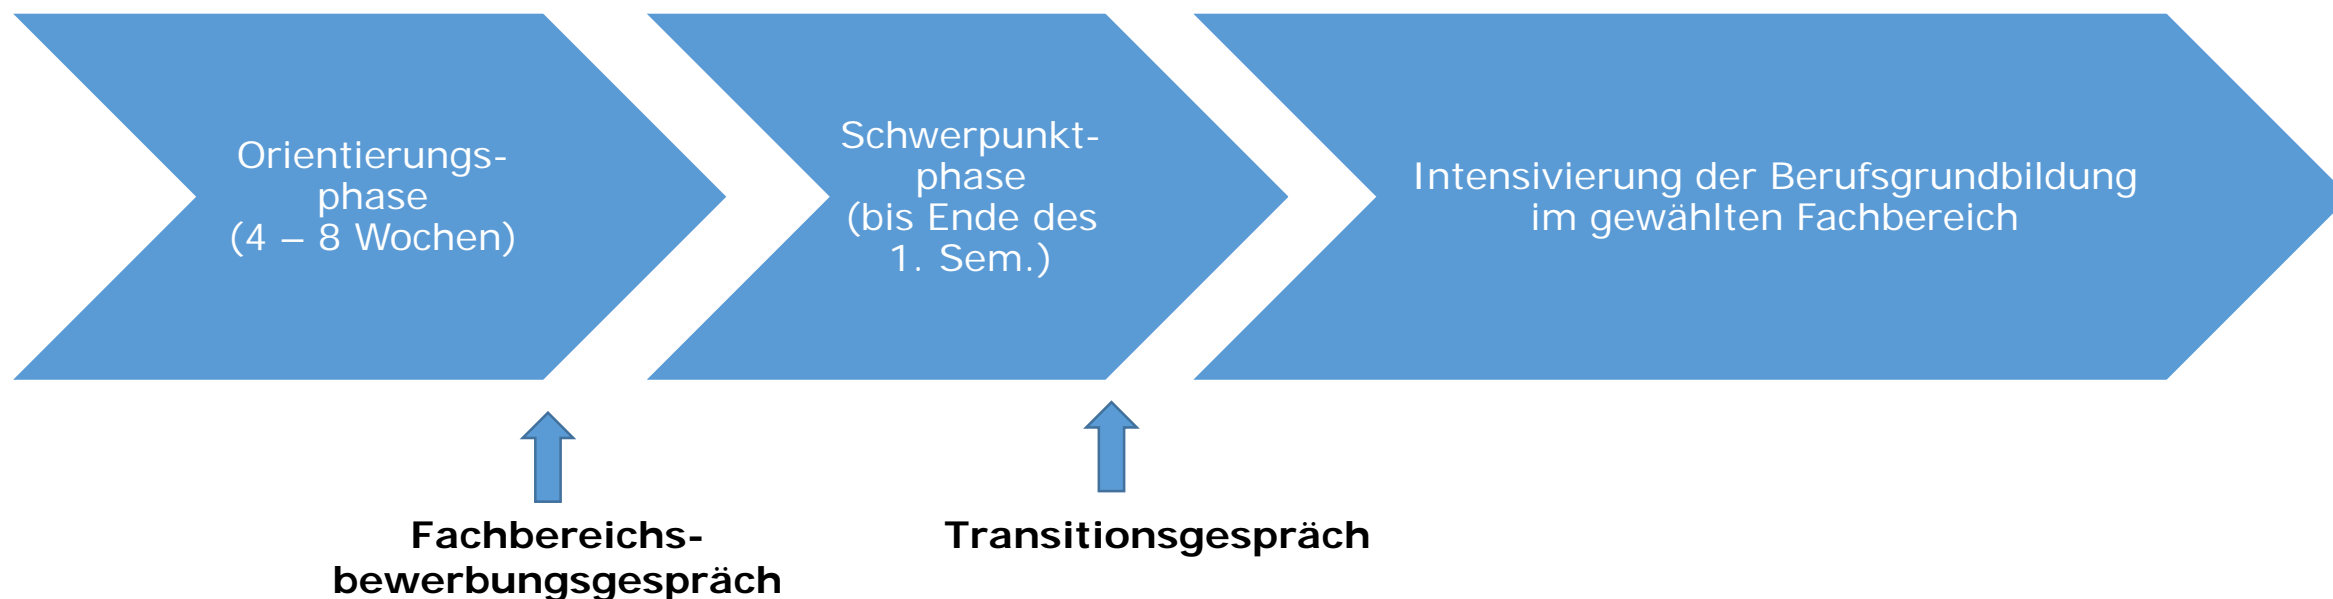 Orientierungs-
phase
(4 – 8 Wochen)
Schwerpunkt-
phase
(bis Ende des
1. Sem.)
Intensivierung der Berufsgrundbildung
im gewählten Fachbereich
Fachbereichs-
bewerbungsgespräch
Transitionsgespräch